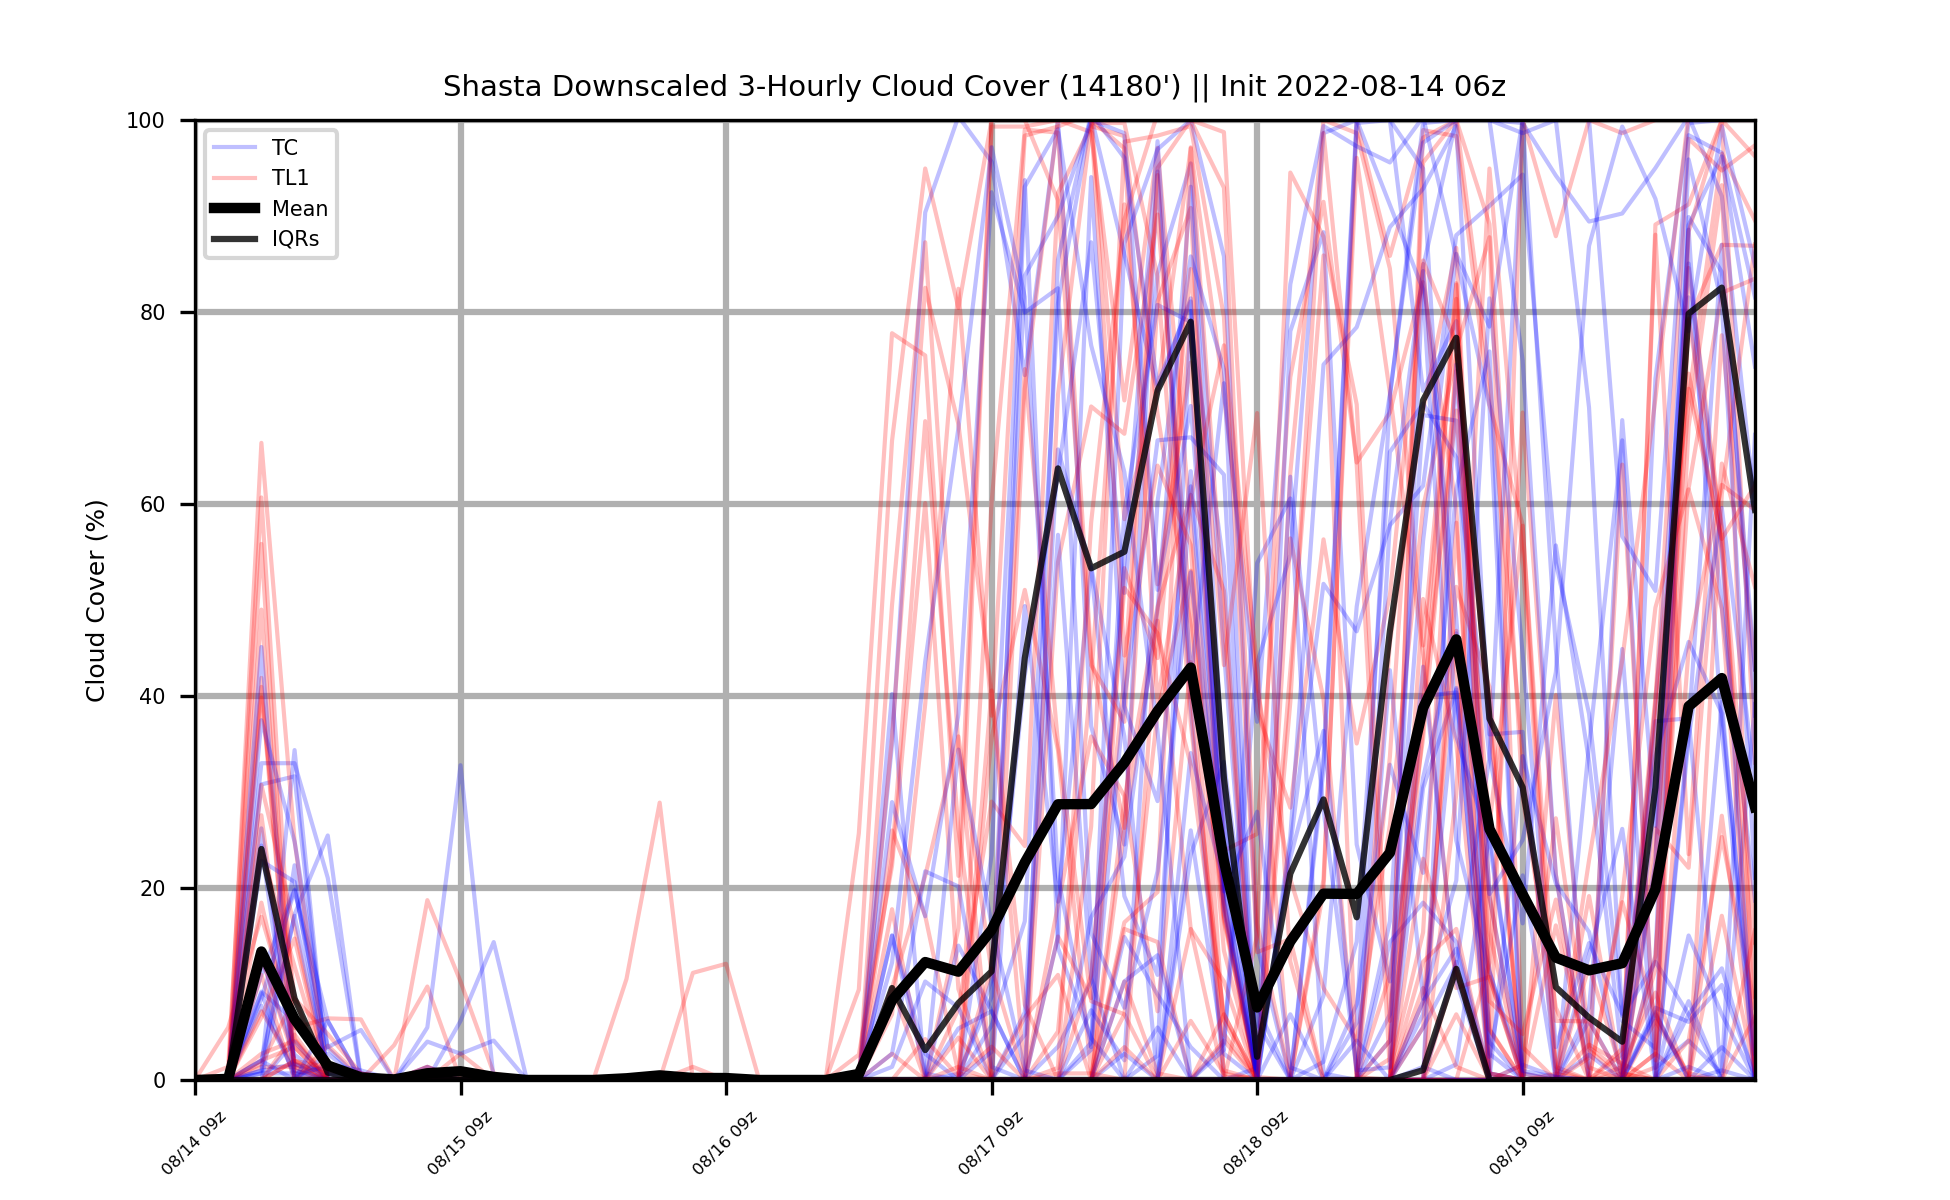 Shasta Downscaled 3-Hourly Cloud Cover (14180') || Init 2022-08-14 06z
100
80
60
40
20
0
Cloud Cover (%)
TC
TL1
Mean
IQRs
08/14 09z
08/15 09z
08/16 09z
08/17 09z
08/18 09z
08/19 09z